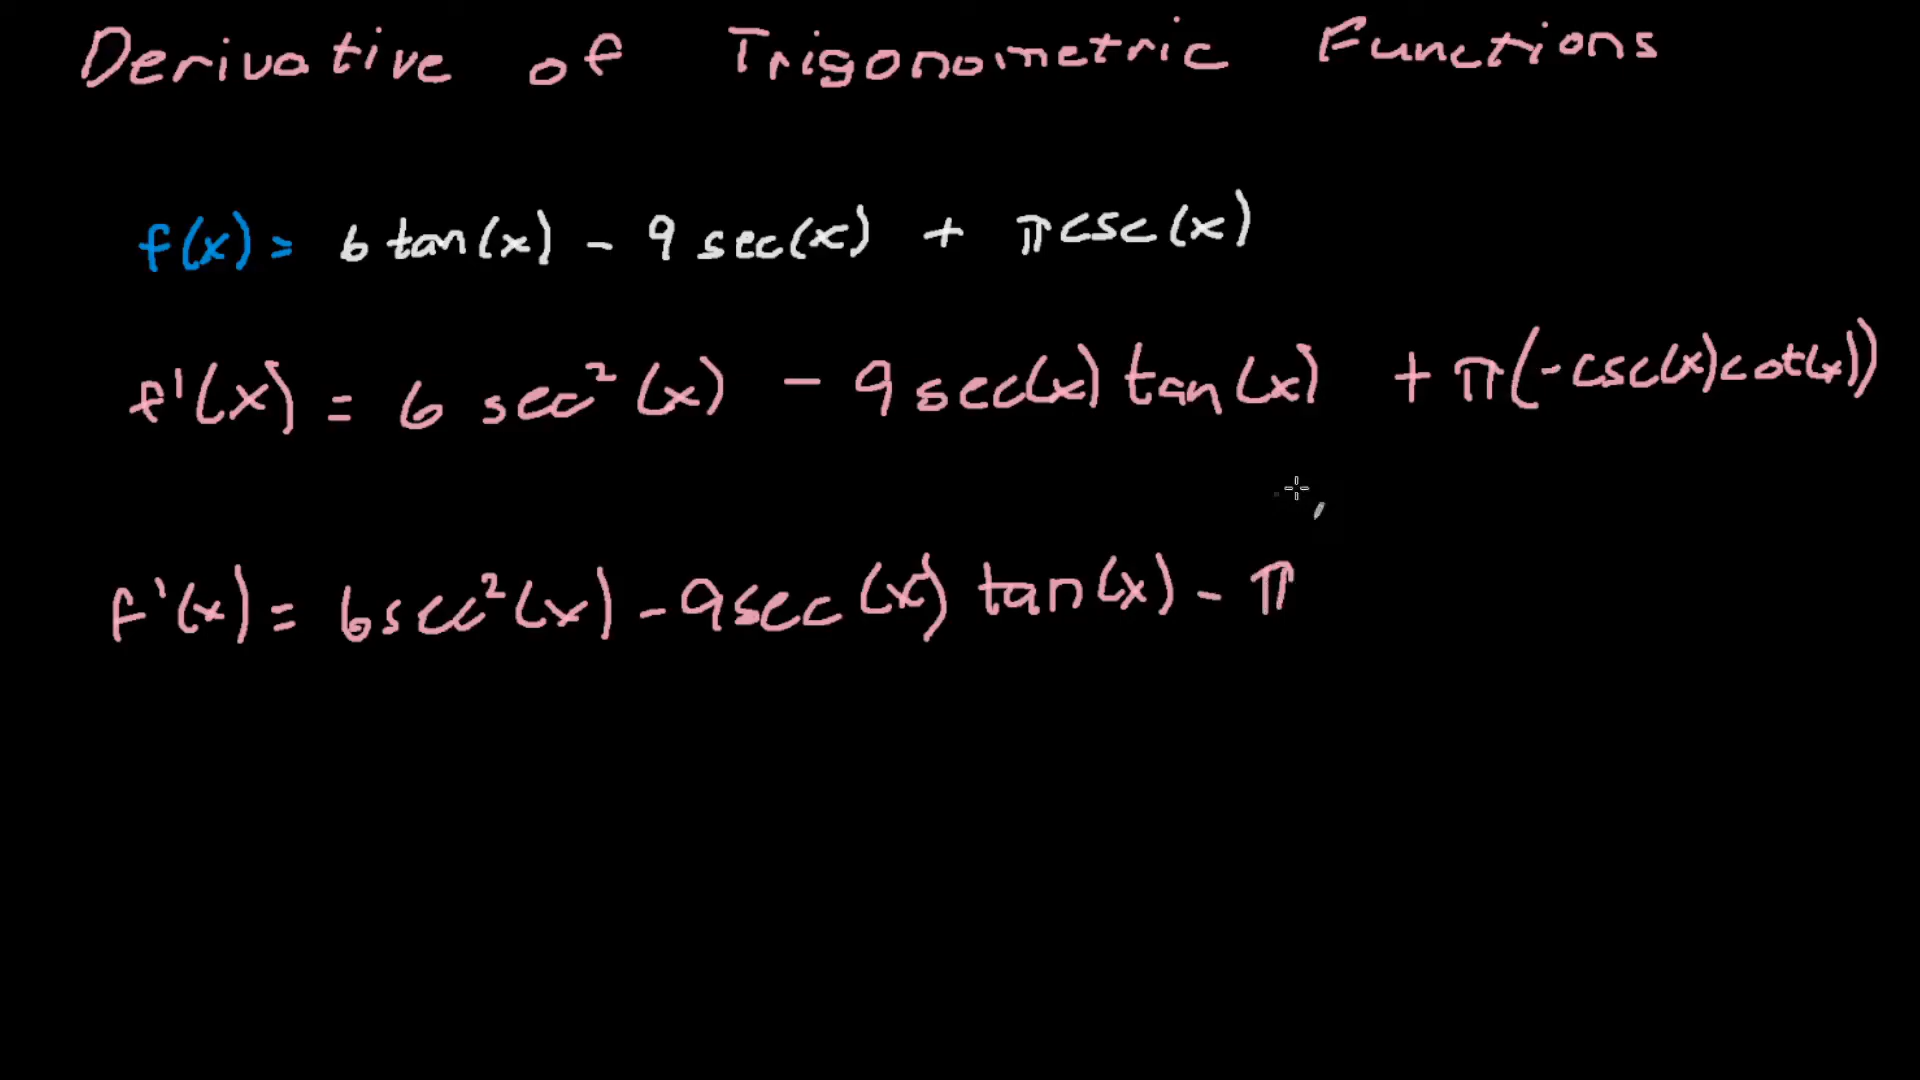 Derivative of Trigonometric Functions
f(x) = 6 tan(x) - 9 sec(x) + π csc(x)
f'(x) = 6 sec²(x) - 9 sec(x) tan(x) + π(-csc(x)cot(x))
f'(x) = 6 sec²(x) - 9 sec(x) tan(x) - π